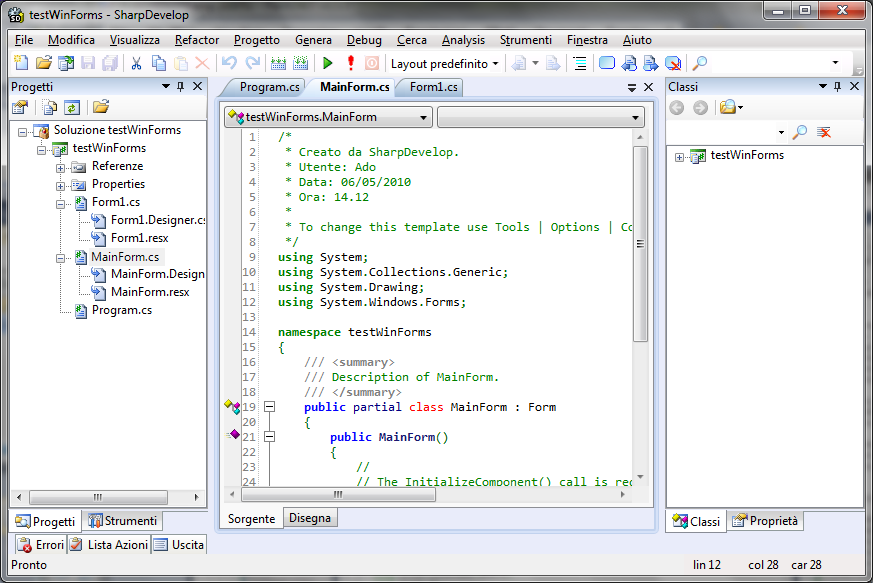 testWinForms - SharpDevelop
File Modifica Visualizza Refactor Progetto Genera Debug Cerca Analysis Strumenti Finestra Aiuto
Layout predefinito
Progetti
Soluzione testWinForms
testWinForms
Referenze
Properties
Form1.cs
Form1.Designer.cs
Form1.resx
MainForm.cs
MainForm.Design
MainForm.resx
Program.cs
Progetti Strumenti
Program.cs MainForm.cs Form1.cs
testWinForms.MainForm
1 /*
2 * Creato da SharpDevelop.
3 * Utente: Ado
4 * Data: 06/05/2010
5 * Ora: 14.12
6 *
7 * To change this template use Tools | Options | Co
8 */
9 using System;
10 using System.Collections.Generic;
11 using System.Drawing;
12 using System.Windows.Forms;
13
14 namespace testWinForms
15 {
16 /// <summary>
17 /// Description of MainForm.
18 /// </summary>
19 public partial class MainForm : Form
20 {
21 public MainForm()
22 {
23 //
24 // The InitializeComponent() call is rec
Sorgente Disegna
Classi
testWinForms
Classi Proprietà
Errori Lista Azioni Uscita
Pronto
lin 12 col 28 car 28